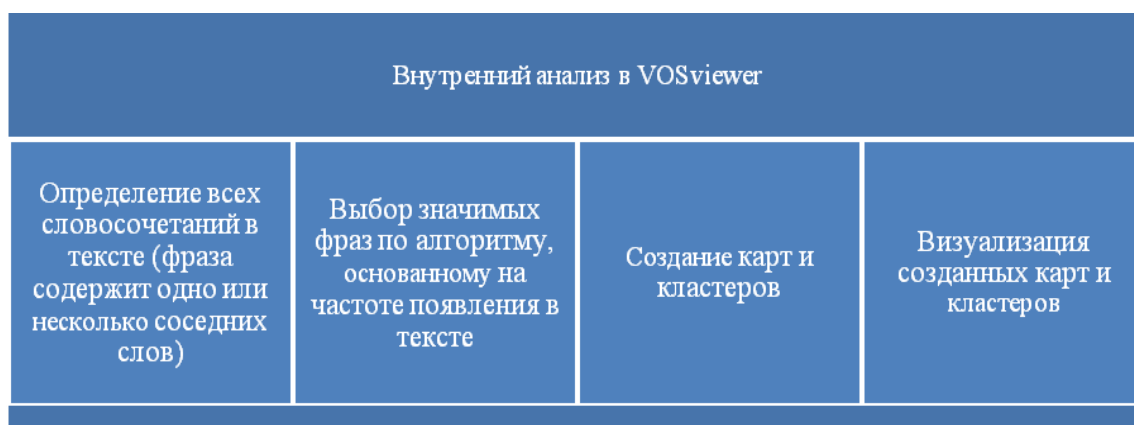 Внутренний анализ в VOSviewer
Определение всех
словосочетаний в
тексте (фраза
содержит одно или
несколько соседних
слов)
Выбор значимых
фраз по алгоритму,
основанному на
частоте появления в
тексте
Создание карт и
кластеров
Визуализация
созданных карт и
кластеров